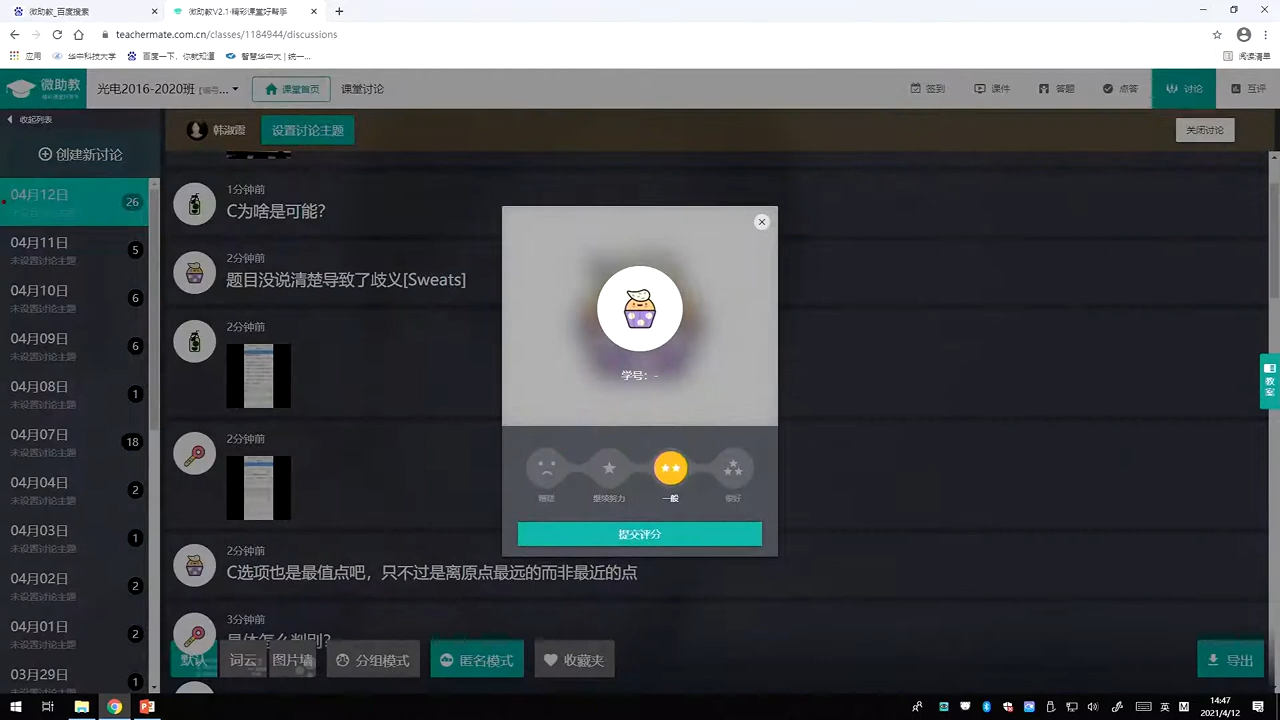 微助教_百度搜索
微助教V2.1-精彩课堂好帮手
teachermate.com.cn/classes/1184944/discussions
应用
华中科技大学
百度一下，你就知道
智慧华中大 | 统一...
阅读清单
微助教
光电2016-2020班 [编号...
课堂首页
课堂讨论
签到
课件
答题
点答
讨论
互评
收起列表
韩淑霞
设置讨论主题
关闭讨论
创建新讨论
04月12日
26
04月11日
未设置讨论主题
5
04月10日
未设置讨论主题
6
04月09日
未设置讨论主题
6
04月08日
未设置讨论主题
1
04月07日
未设置讨论主题
18
04月04日
未设置讨论主题
2
04月03日
未设置讨论主题
1
04月02日
未设置讨论主题
2
04月01日
未设置讨论主题
2
03月29日
1
1分钟前
C为啥是可能？
2分钟前
题目没说清楚导致了歧义[Sweats]
2分钟前
2分钟前
2分钟前
C选项也是最值点吧，只不过是离原点最远的而非最近的点
3分钟前
具体怎么判别？
学号：-
继续努力
一般
很好
提交评分
教案
默认
词云
图片墙
分组模式
匿名模式
收藏夹
导出
英
14:47
2021/4/12